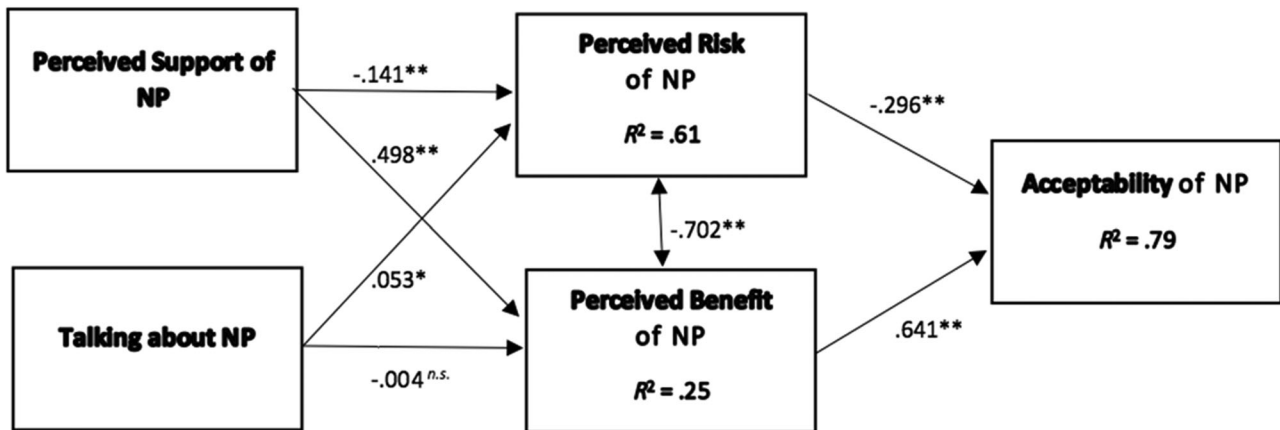 Perceived Support of
NP
-.141**
.498**
Talking about NP
.053*
-.004 n.s.
Perceived Risk
of NP
R² = .61
-.702**
Perceived Benefit
of NP
R² = .25
-.296**
.641**
Acceptability of NP
R² = .79